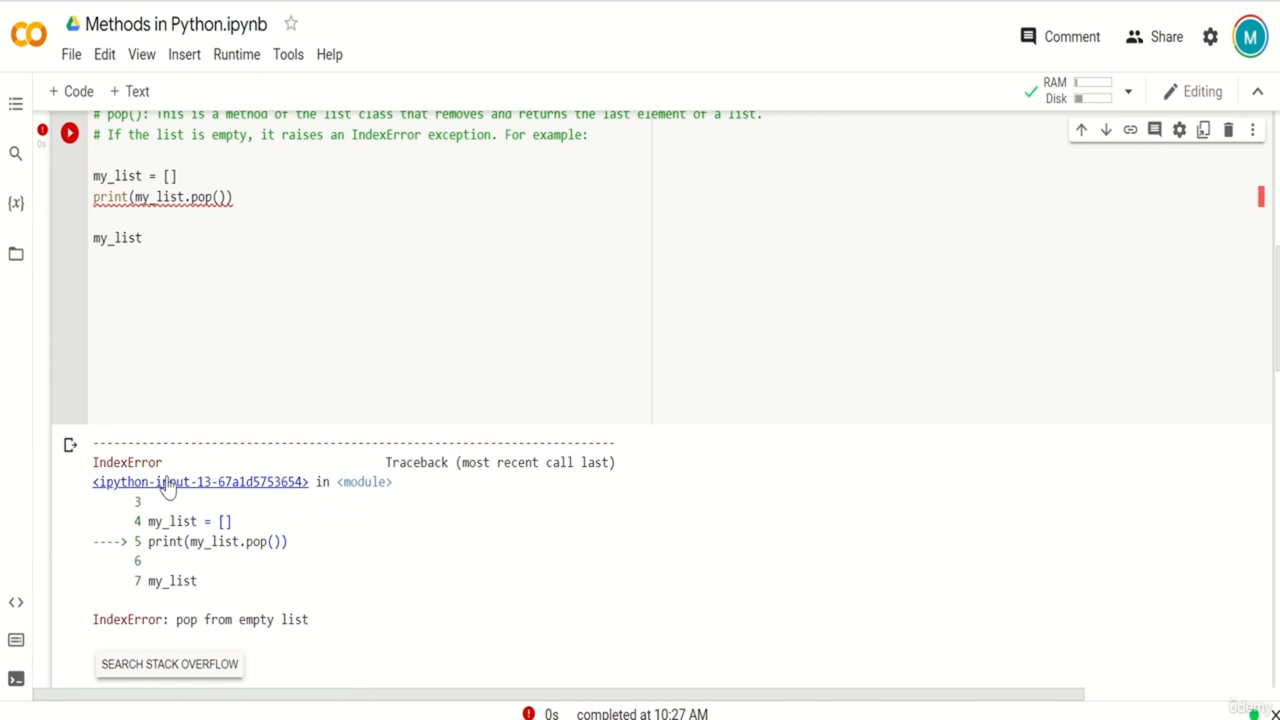 Methods in Python.ipynb
File Edit View Insert Runtime Tools Help
Comment Share M
+ Code + Text
RAM
Disk
Editing
# pop(): This is a method of the list class that removes and returns the last element of a list.
# If the list is empty, it raises an IndexError exception. For example:
0s
my_list = []
print(my_list.pop())
my_list
{x}
---------------------------------------------------------------------------
IndexError Traceback (most recent call last)
<ipython-input-13-67a1d5753654> in <module>
3
4 my_list = []
----> 5 print(my_list.pop())
6
7 my_list
IndexError: pop from empty list
SEARCH STACK OVERFLOW
0s completed at 10:27 AM
Udemy